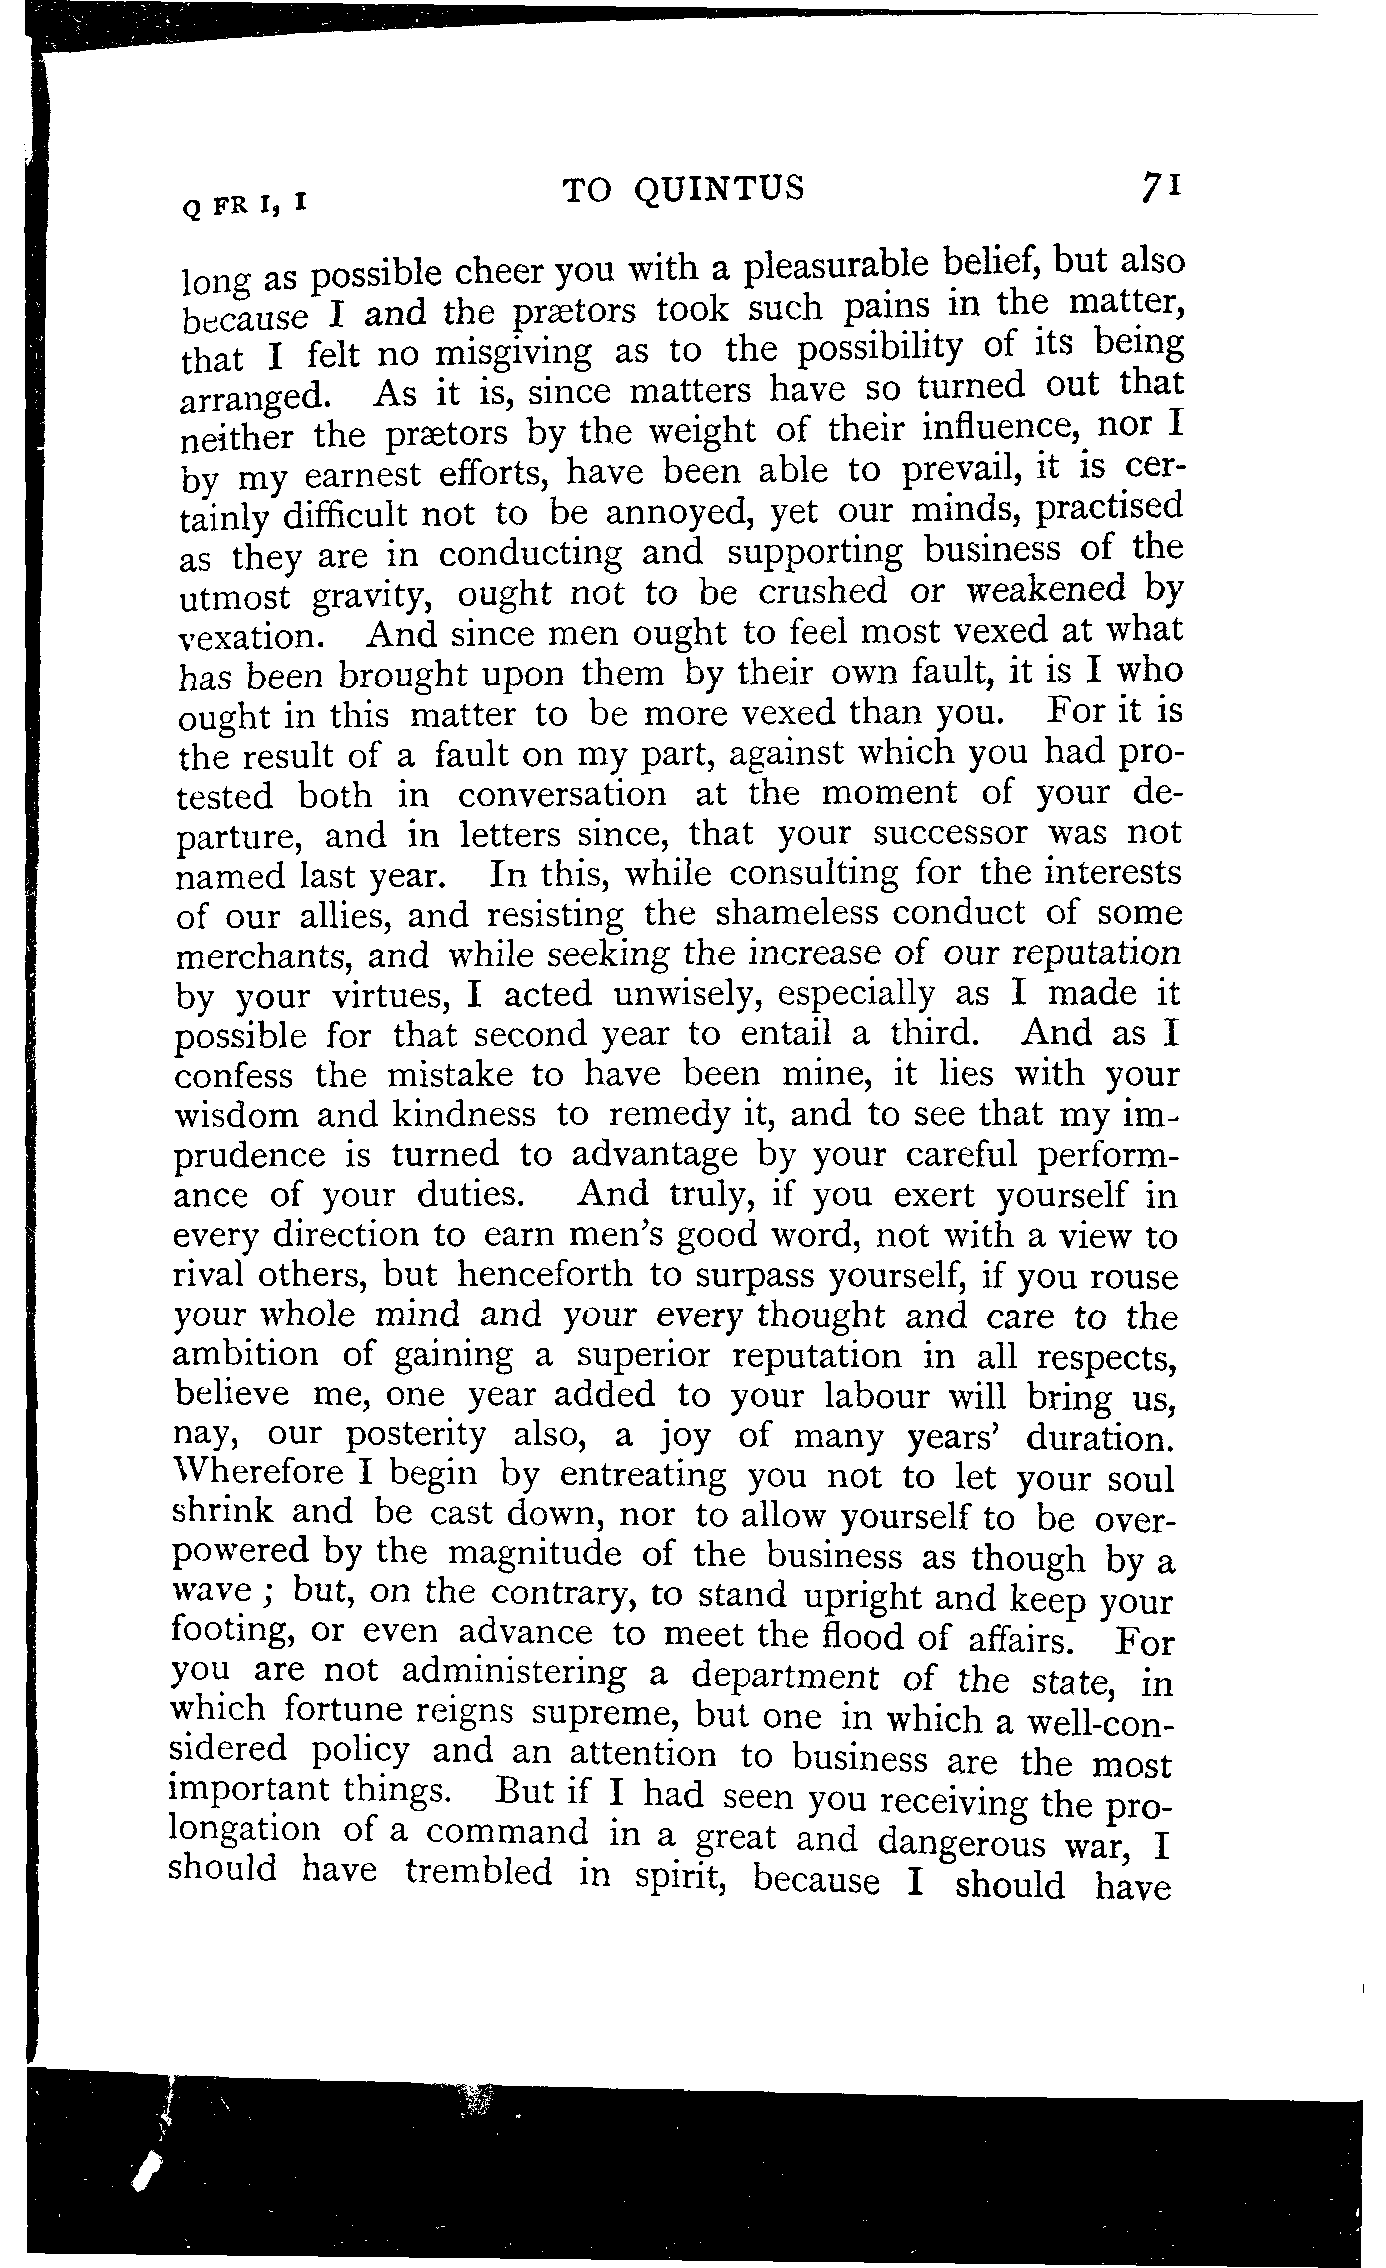 Q FR I, I TO QUINTUS 71
long as possible cheer you with a pleasurable belief, but also
because I and the prætors took such pains in the matter,
that I felt no misgiving as to the possibility of its being
arranged. As it is, since matters have so turned out that
neither the prætors by the weight of their influence, nor I
by my earnest efforts, have been able to prevail, it is cer-
tainly difficult not to be annoyed, yet our minds, practised
as they are in conducting and supporting business of the
utmost gravity, ought not to be crushed or weakened by
vexation. And since men ought to feel most vexed at what
has been brought upon them by their own fault, it is I who
ought in this matter to be more vexed than you. For it is
the result of a fault on my part, against which you had pro-
tested both in conversation at the moment of your de-
parture, and in letters since, that your successor was not
named last year. In this, while consulting for the interests
of our allies, and resisting the shameless conduct of some
merchants, and while seeking the increase of our reputation
by your virtues, I acted unwisely, especially as I made it
possible for that second year to entail a third. And as I
confess the mistake to have been mine, it lies with your
wisdom and kindness to remedy it, and to see that my im-
prudence is turned to advantage by your careful perform-
ance of your duties. And truly, if you exert yourself in
every direction to earn men's good word, not with a view to
rival others, but henceforth to surpass yourself, if you rouse
your whole mind and your every thought and care to the
ambition of gaining a superior reputation in all respects,
believe me, one year added to your labour will bring us,
nay, our posterity also, a joy of many years' duration.
Wherefore I begin by entreating you not to let your soul
shrink and be cast down, nor to allow yourself to be over-
powered by the magnitude of the business as though by a
wave ; but, on the contrary, to stand upright and keep your
footing, or even advance to meet the flood of affairs. For
you are not administering a department of the state, in
which fortune reigns supreme, but one in which a well-con-
sidered policy and an attention to business are the most
important things. But if I had seen you receiving the pro-
longation of a command in a great and dangerous war, I
should have trembled in spirit, because I should have